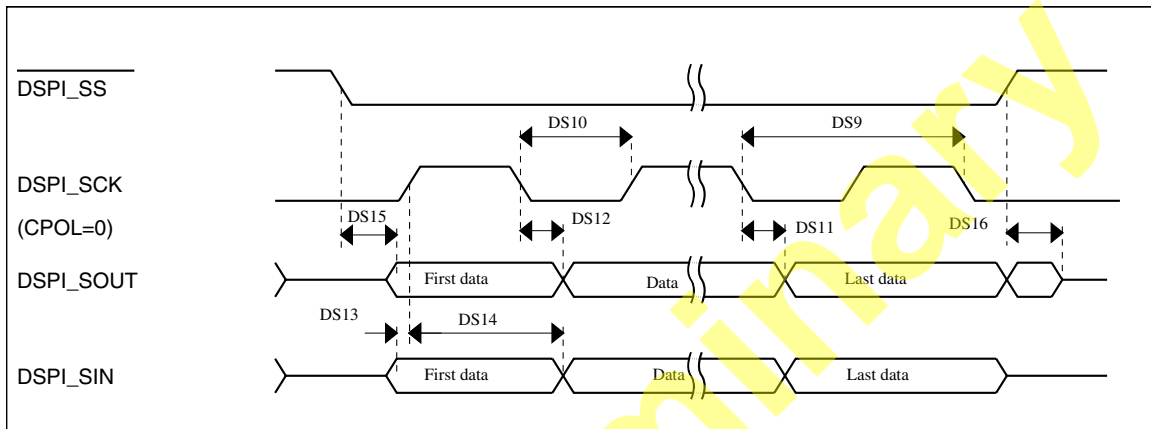 DSPI_SS
DS10
DS9
DSPI_SCK
DS15
DS12
DS11
DS16
(CPOL=0)
DSPI_SOUT
First data
Data
Last data
DS13
DS14
DSPI_SIN
First data
Data
Last data